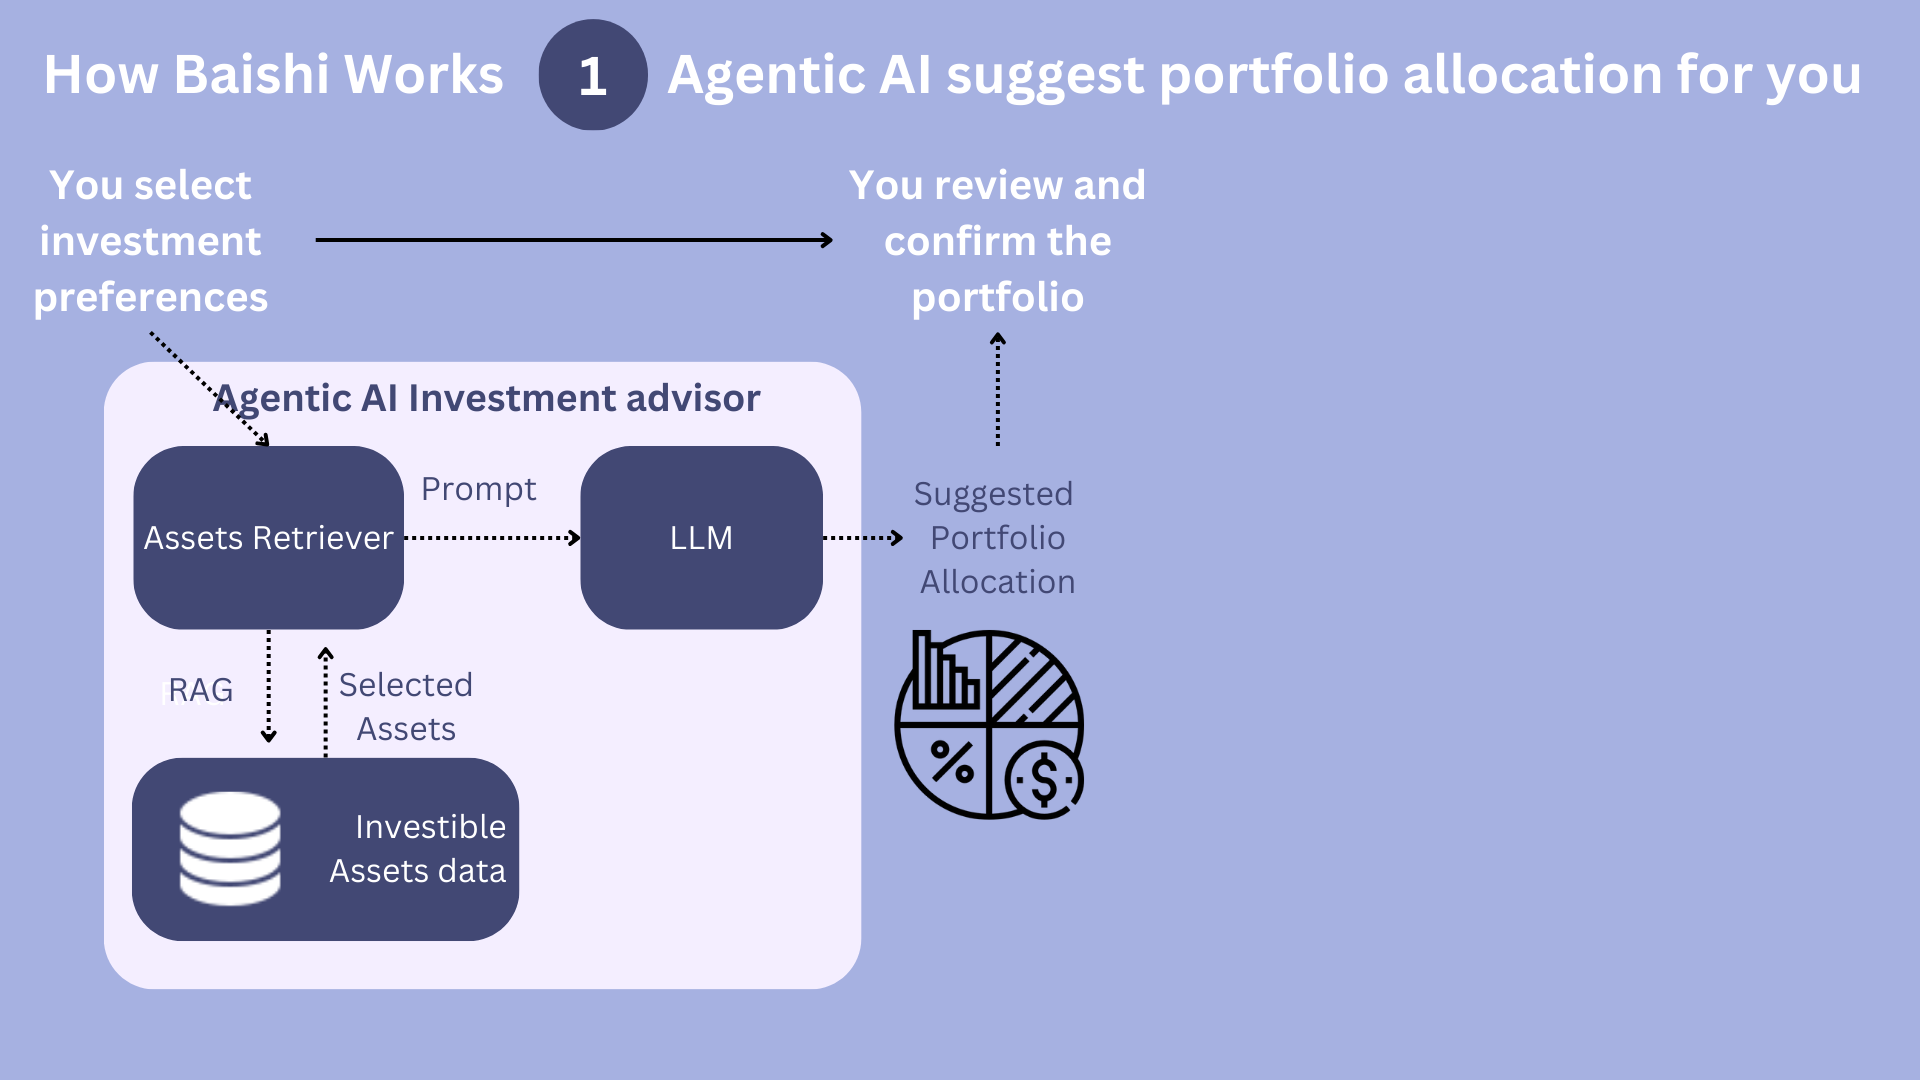 How Baishi Works 1 Agentic AI suggest portfolio allocation for you
You select
investment
preferences
You review and
confirm the
portfolio
Agentic AI Investment advisor
Assets Retriever
Prompt
LLM
Suggested
Portfolio
Allocation
RAG
Selected
Assets
%
$
Investible
Assets data